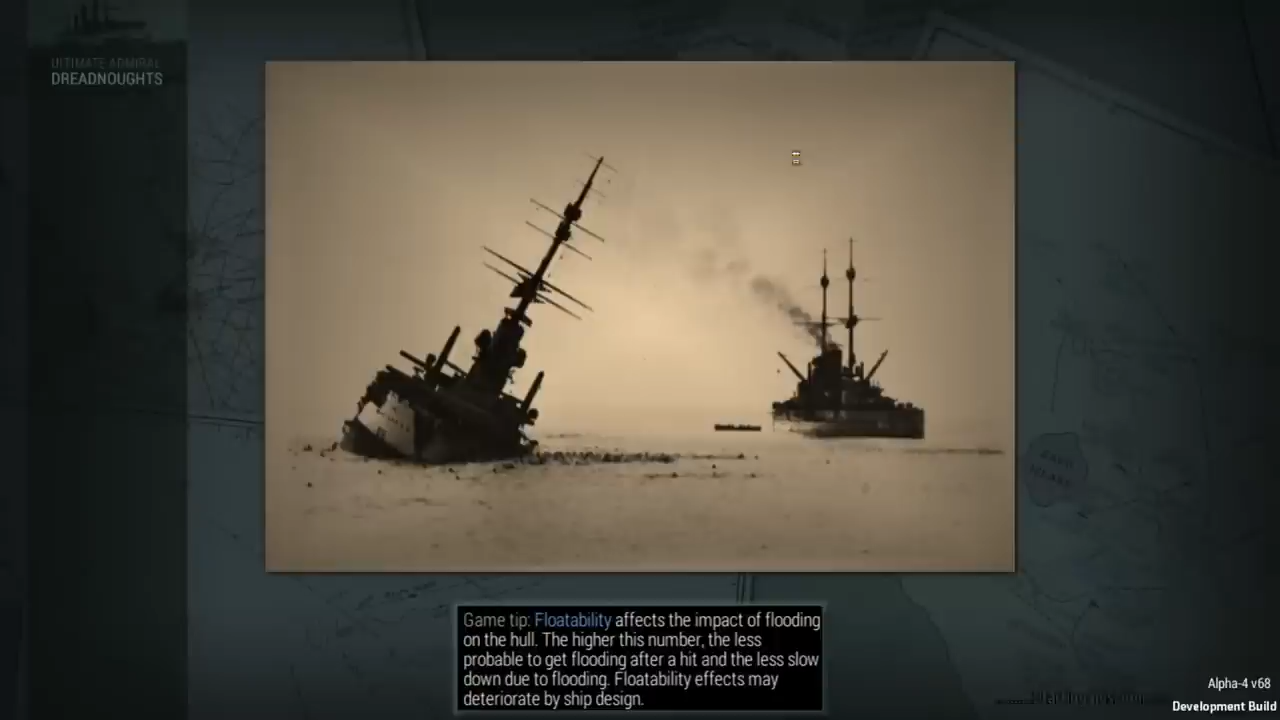 ULTIMATE ADMIRAL
DREADNOUGHTS
Game tip: Floatability affects the impact of flooding
on the hull. The higher this number, the less
probable to get flooding after a hit and the less slow
down due to flooding. Floatability effects may
deteriorate by ship design.
Alpha-4 v68
Development Build